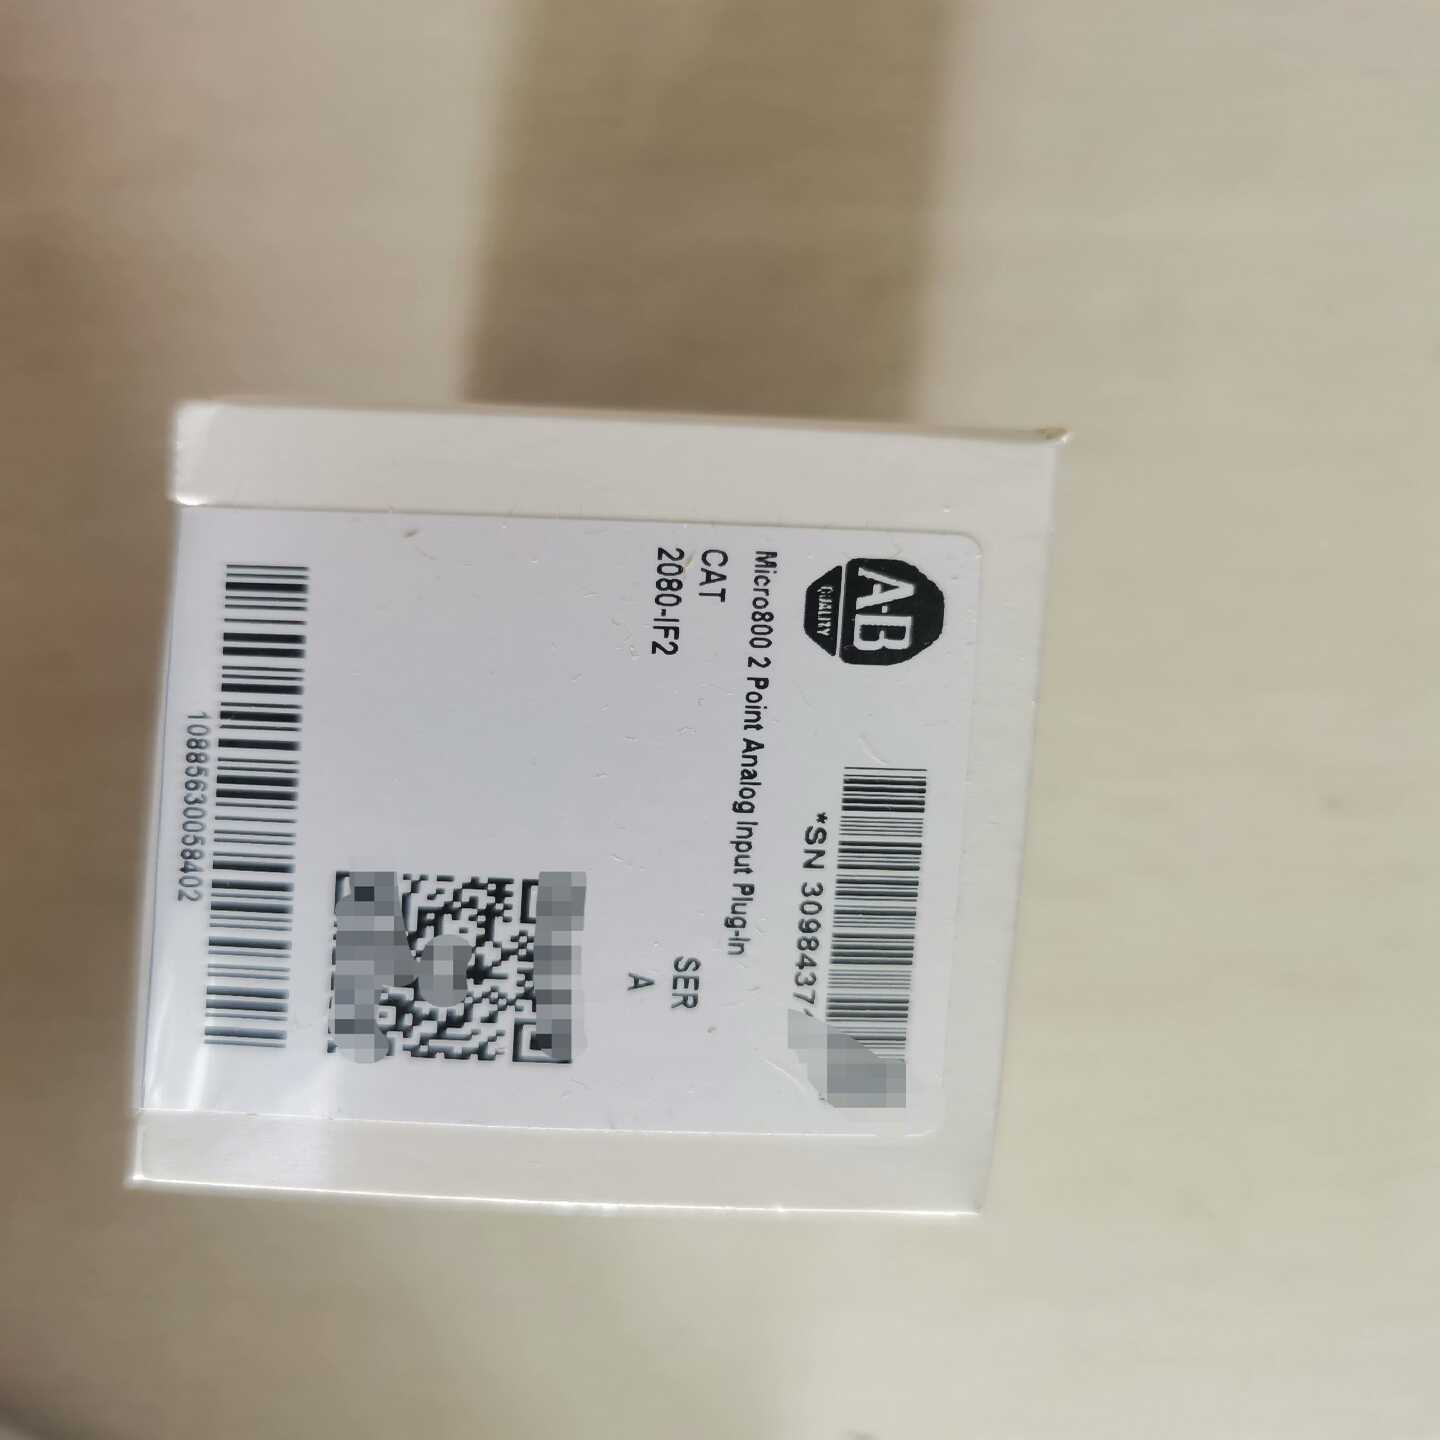 A-B
QUALITY
*SN 3098437
Micro800 2 Point Analog Input Plug-In
CAT
2080-IF2
SER
A
10885630058402